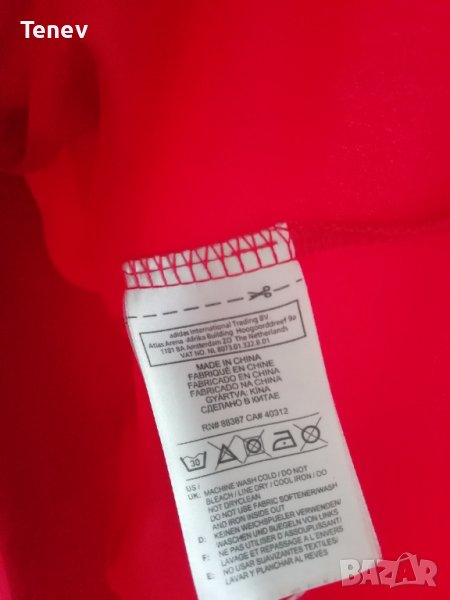 Tenev
adidas International Trading BV
Atlas Arena -Afrika Building Hoogoorddreef 9a
1101 BA Amsterdam ZO The Netherlands
VAT NO. NL 8073.01.332.B.01
MADE IN CHINA
FABRIQUÉ EN CHINE
FABRICADO EN CHINA
FABRICADO NA CHINA
GYÁRTVA: KÍNA
СДЕЛАНО В КИТАЕ
RN# 88387 CA# 40312
30
US / MACHINE WASH COLD / DO NOT
UK: BLEACH / LINE DRY / COOL IRON / DO
NOT DRYCLEAN
DO NOT USE FABRIC SOFTENER/WASH
AND IRON INSIDE OUT
D: KEINEN WEICHSPUELER VERWENDEN/
WASCHEN UND BUEGELN VON LINKS
F: NE PAS UTILISER D'ASSOUPLISSANT/
LAVAGE ET REPASSAGE A L'ENVERS
E: NO USAR SUAVIZANTES TEXTILES/
LAVAR Y PLANCHAR AL REVES
BAZAR